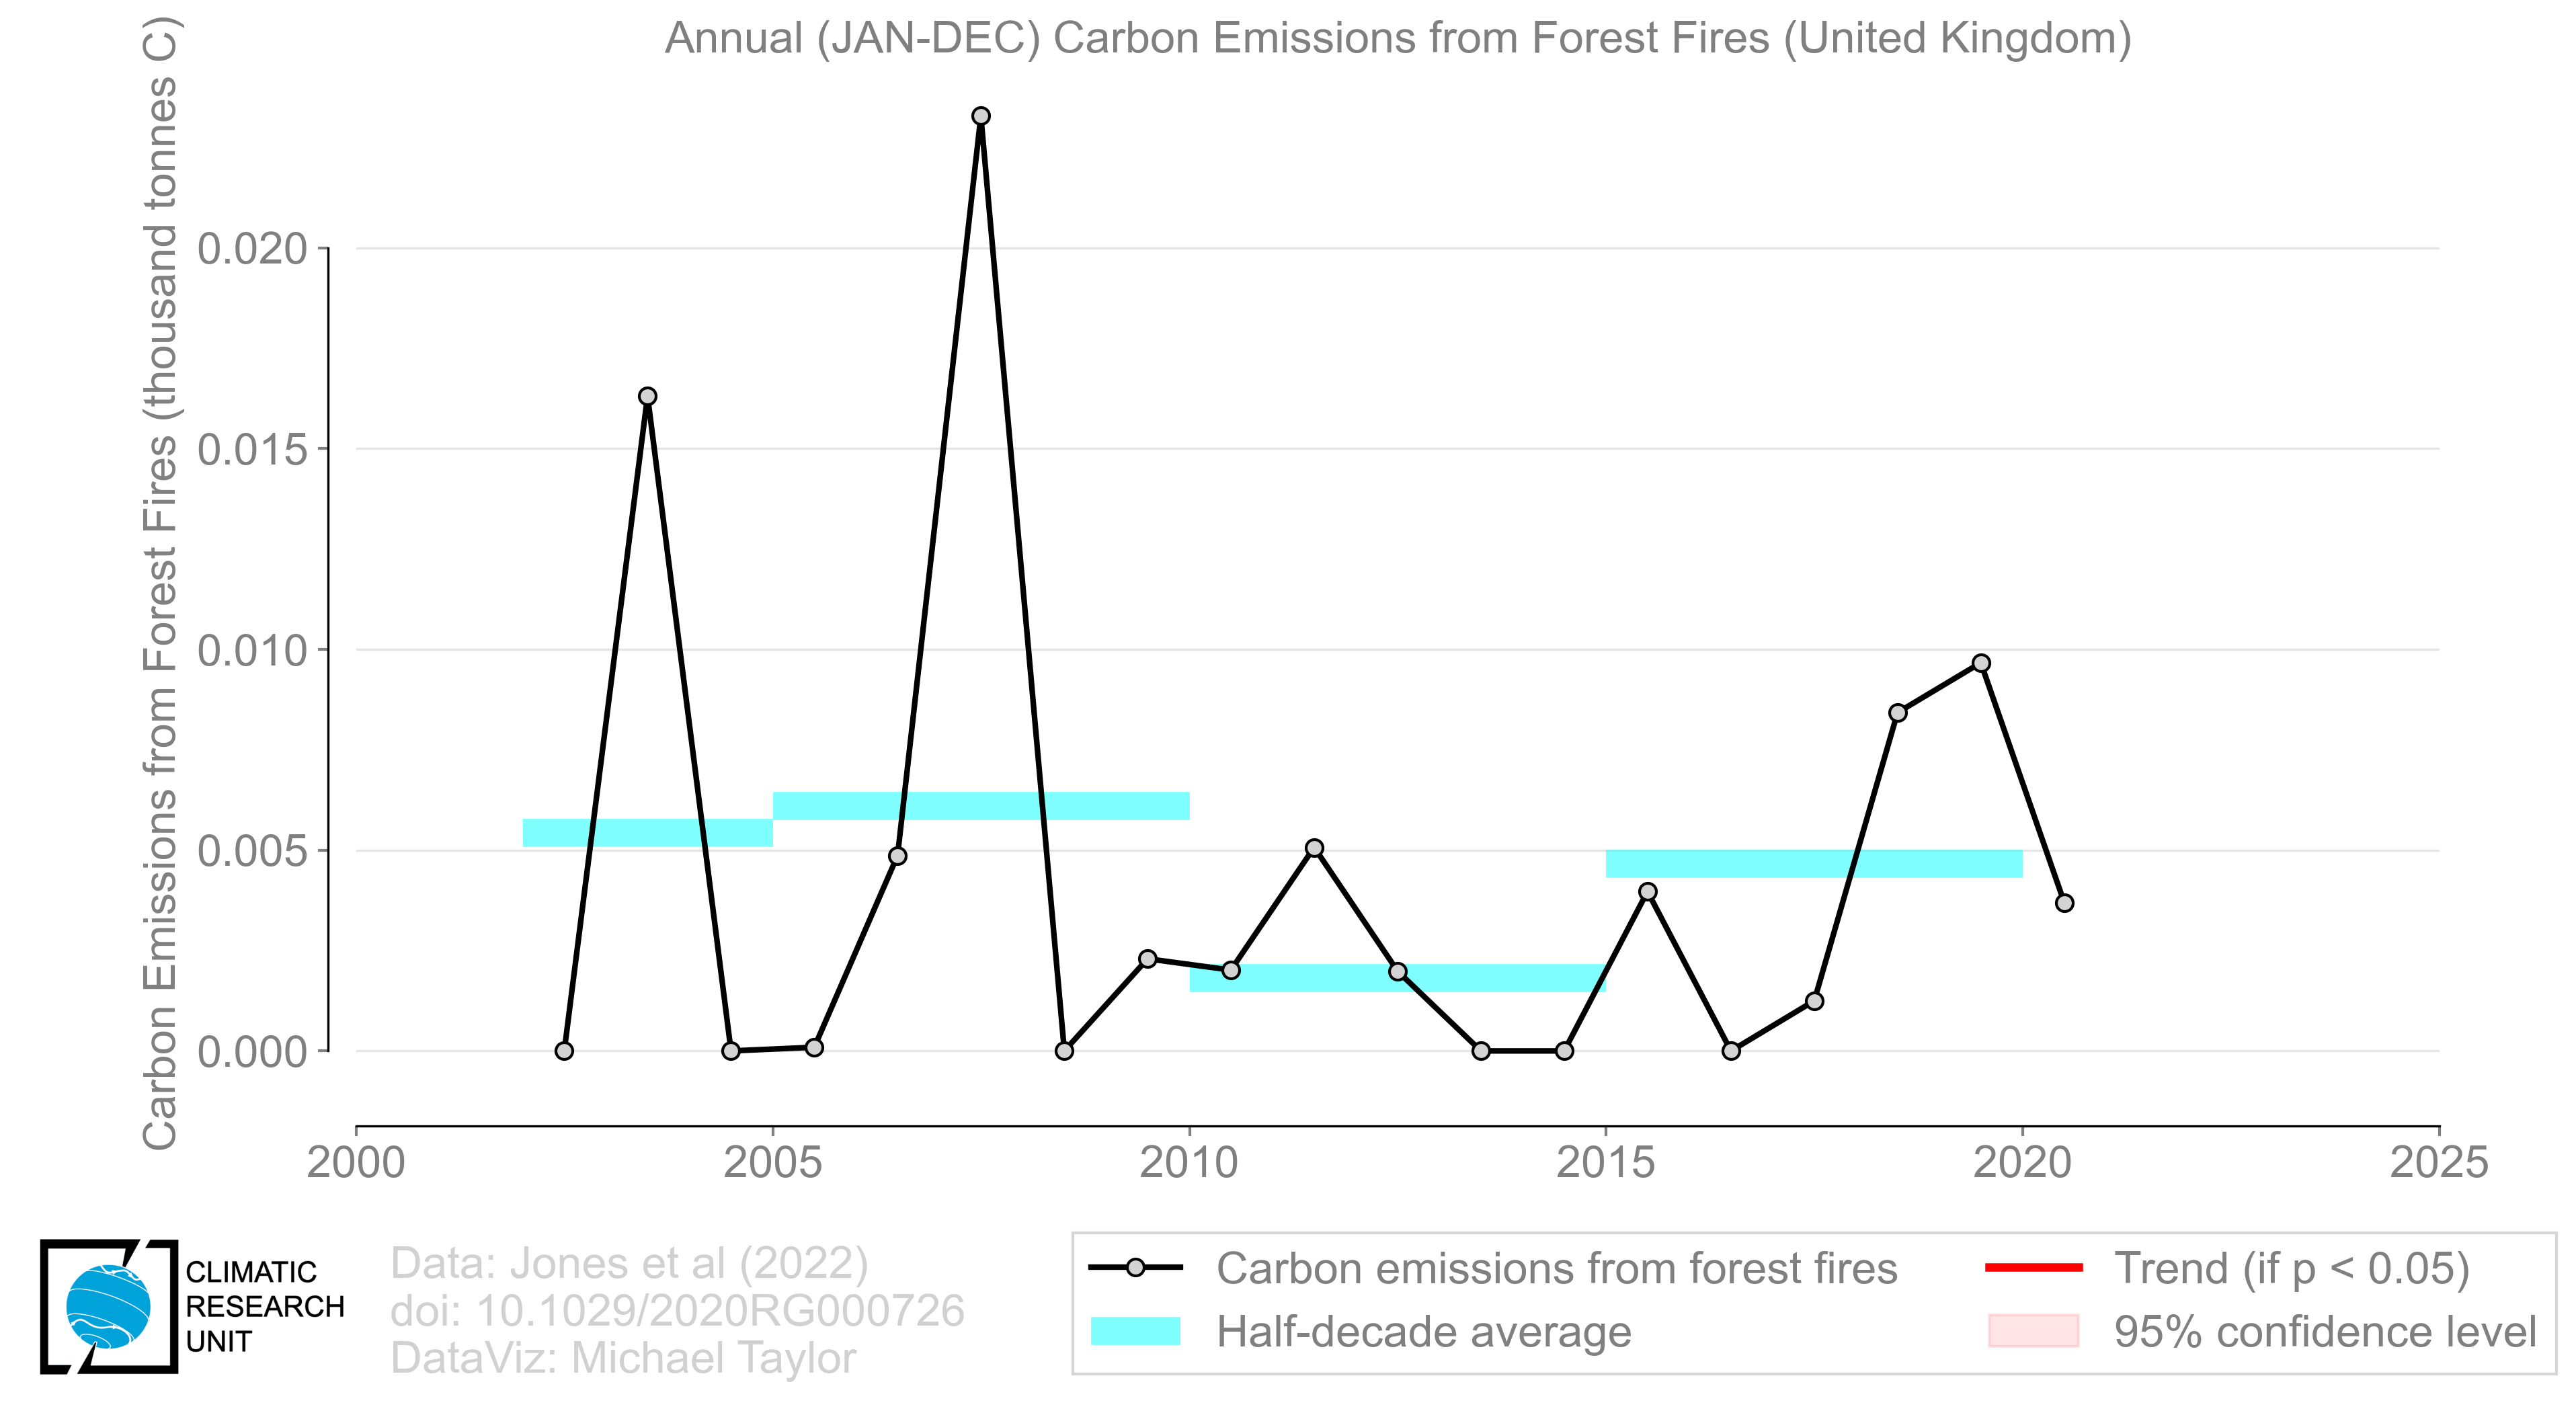 Annual (JAN-DEC) Carbon Emissions from Forest Fires (United Kingdom)
Carbon Emissions from Forest Fires (thousand tonnes C)
0.020
0.015
0.010
0.005
0.000
2000
2005
2010
2015
2020
2025
CLIMATIC
RESEARCH
UNIT
Data: Jones et al (2022)
doi: 10.1029/2020RG000726
DataViz: Michael Taylor
Carbon emissions from forest fires
Half-decade average
Trend (if p < 0.05)
95% confidence level